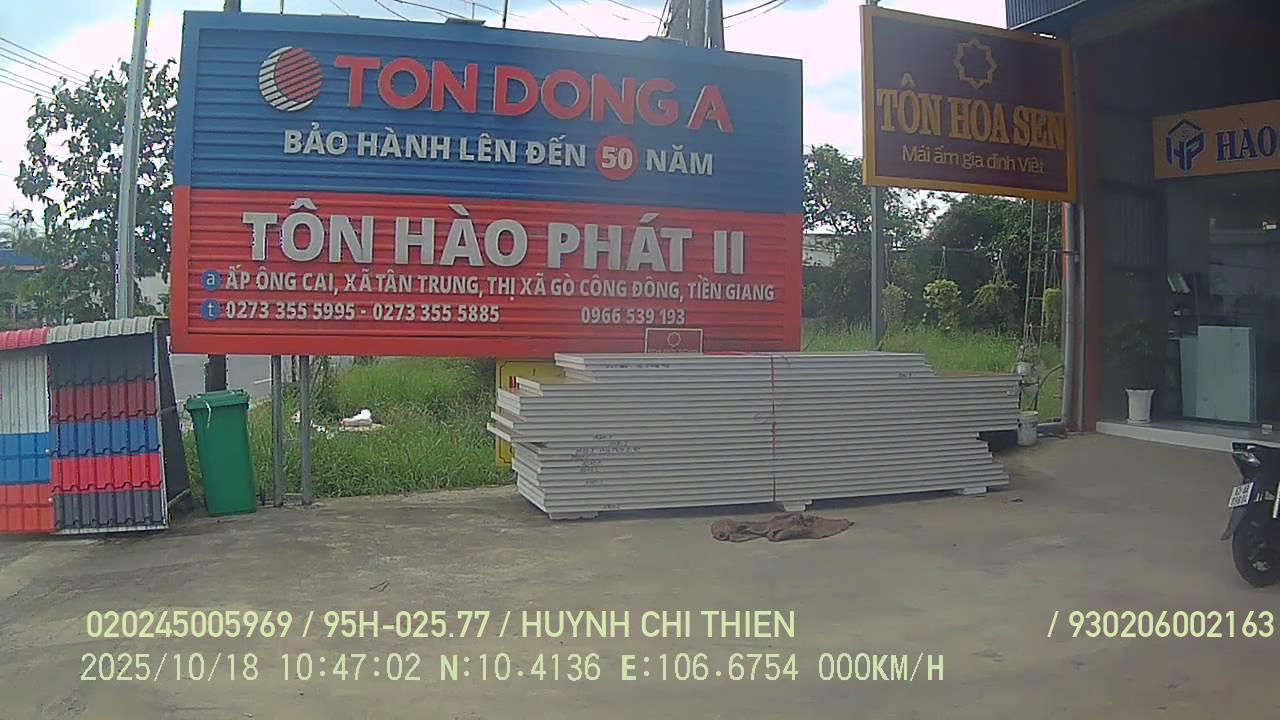 TON DONG A
BẢO HÀNH LÊN ĐẾN 50 NĂM
TÔN HÀO PHÁT II
a ẤP ÔNG CAI, XÃ TÂN TRUNG, THỊ XÃ GÒ CÔNG ĐÔNG, TIỀN GIANG
t 0273 355 5995 - 0273 355 5885 0966 539 193
TÔN HOA SEN
Mái ấm gia đình Việt
HP HÀO
020245005969 / 95H-025.77 / HUYNH CHI THIEN / 930206002163
2025/10/18 10:47:02 N:10.4136 E:106.6754 000KM/H